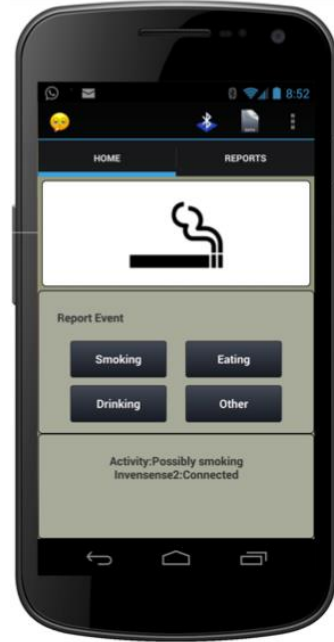 8:52
HOME REPORTS
Report Event
Smoking Eating
Drinking Other
Activity:Possibly smoking
Invensense2:Connected